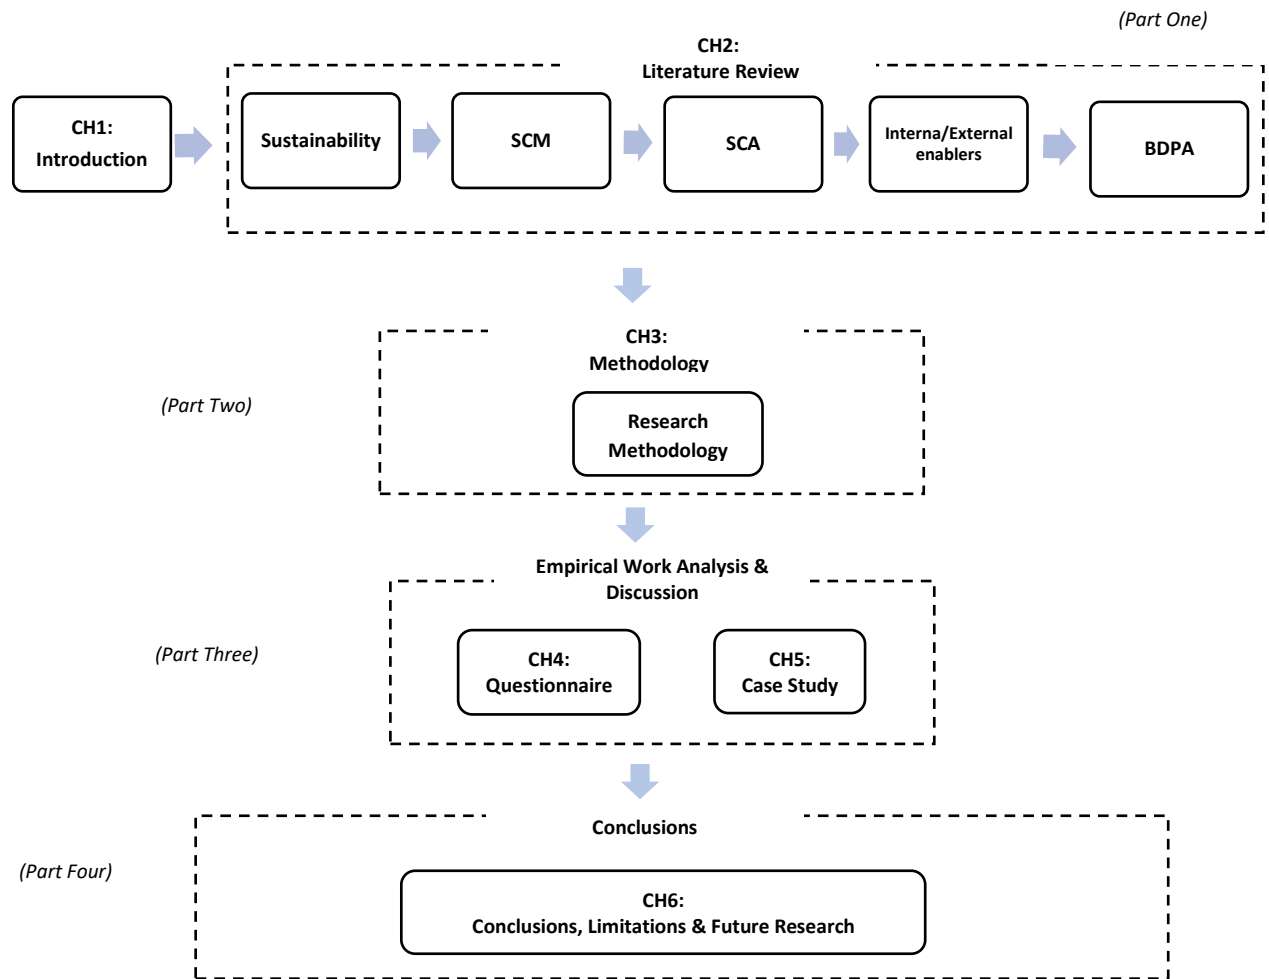 (Part One)
CH2:
Literature Review
CH1:
Introduction
Sustainability
SCM
SCA
Interna/External
enablers
BDPA
CH3:
Methodology
(Part Two)
Research
Methodology
Empirical Work Analysis &
Discussion
(Part Three)
CH4:
Questionnaire
CH5:
Case Study
Conclusions
(Part Four)
CH6:
Conclusions, Limitations & Future Research